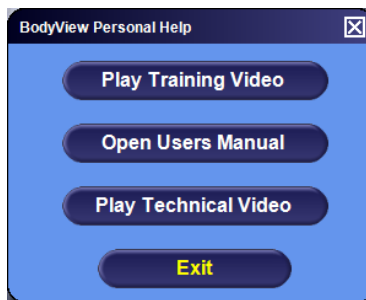 BodyView Personal Help
Play Training Video
Open Users Manual
Play Technical Video
Exit